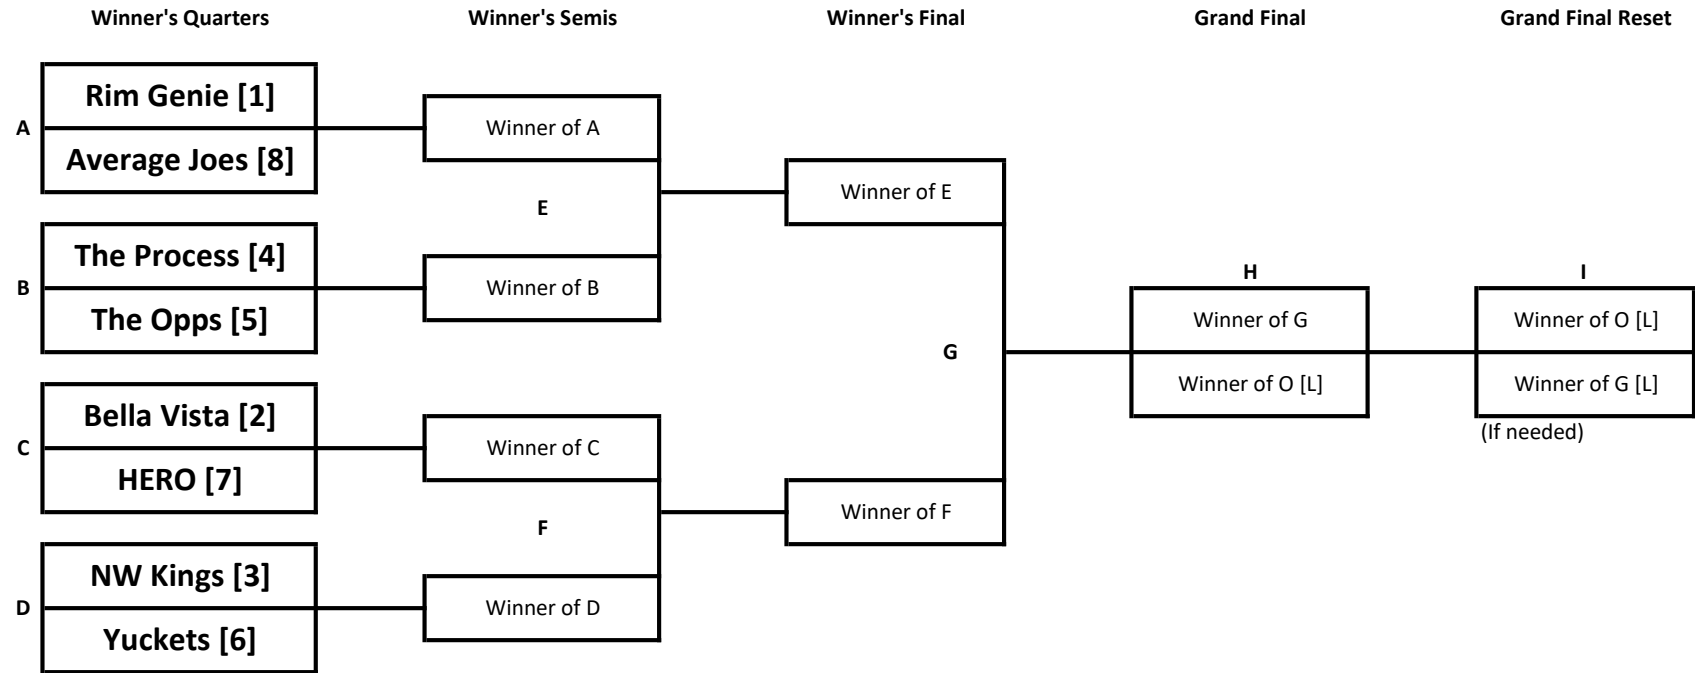 Winner's Quarters
Winner's Semis
Winner's Final
Grand Final
Grand Final Reset
A
Rim Genie [1]
Average Joes [8]
B
The Process [4]
The Opps [5]
C
Bella Vista [2]
HERO [7]
D
NW Kings [3]
Yuckets [6]
Winner of A
E
Winner of B
Winner of C
F
Winner of D
Winner of E
G
Winner of F
H
Winner of G
Winner of O [L]
I
Winner of O [L]
Winner of G [L]
(If needed)